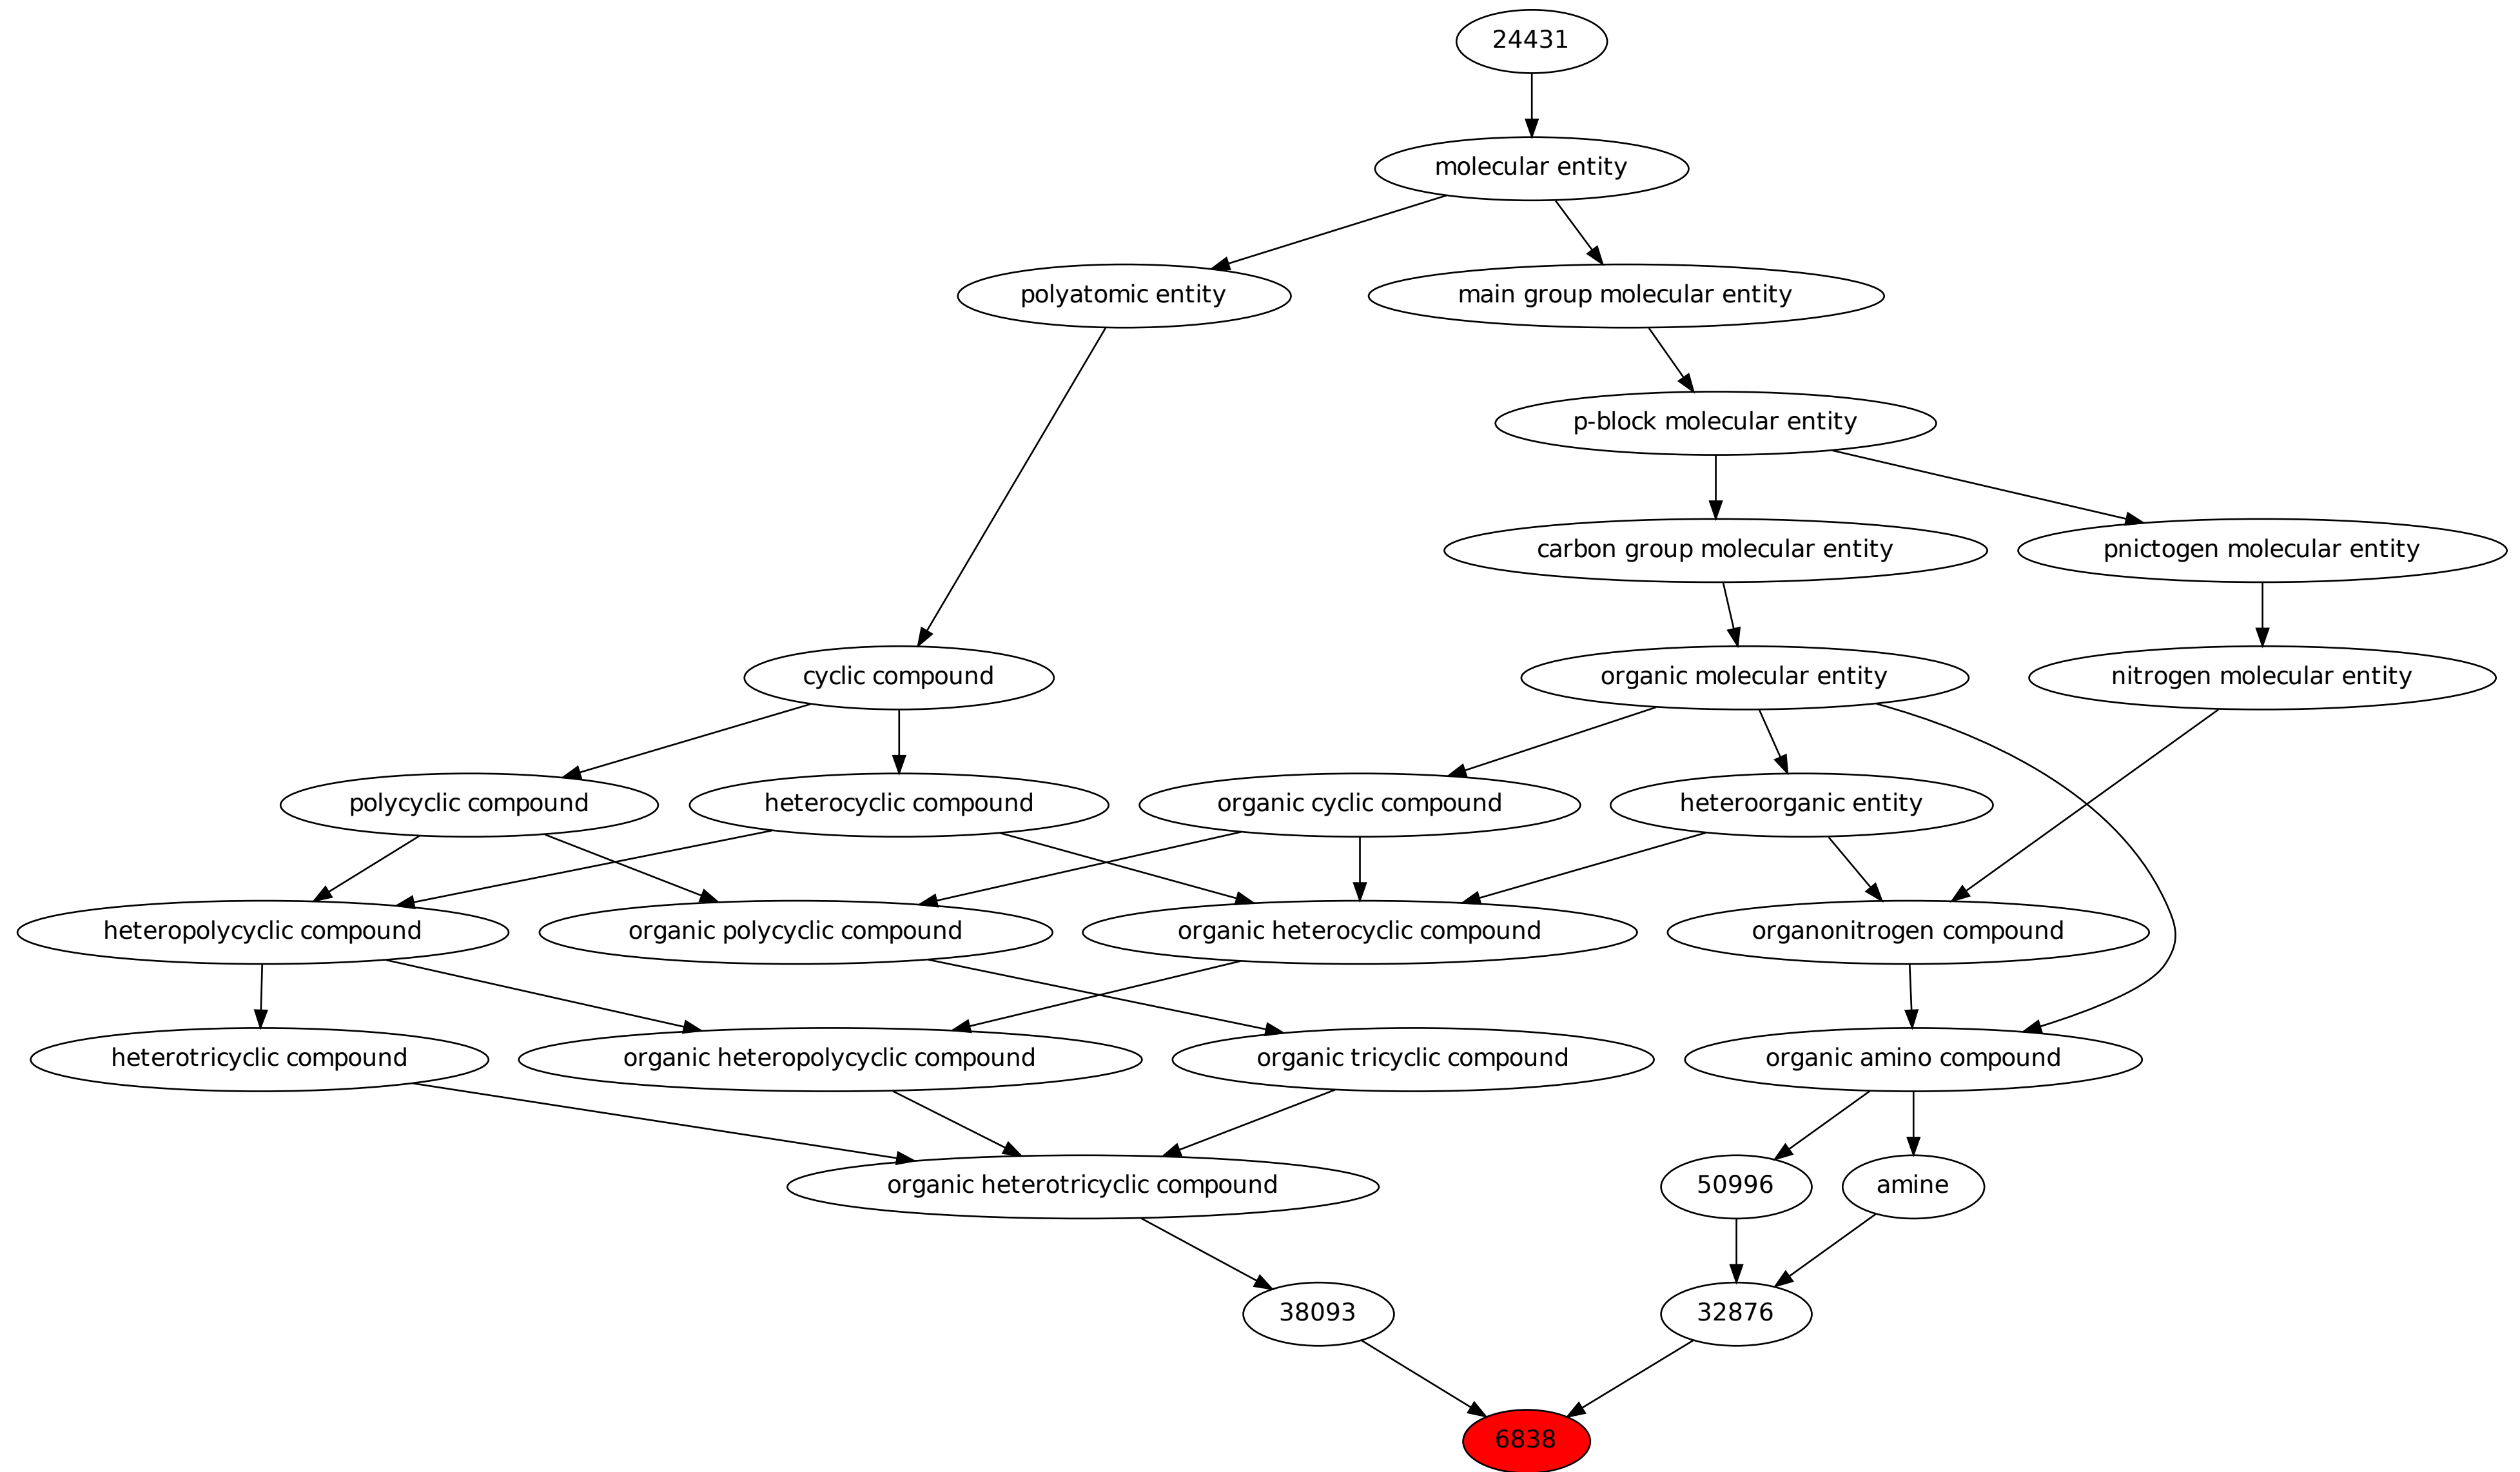 24431
molecular entity
polyatomic entity
main group molecular entity
p-block molecular entity
carbon group molecular entity
pnictogen molecular entity
cyclic compound
organic molecular entity
nitrogen molecular entity
polycyclic compound
heterocyclic compound
organic cyclic compound
heteroorganic entity
heteropolycyclic compound
organic polycyclic compound
organic heterocyclic compound
organonitrogen compound
heterotricyclic compound
organic heteropolycyclic compound
organic tricyclic compound
organic amino compound
organic heterotricyclic compound
50996
amine
38093
32876
6838